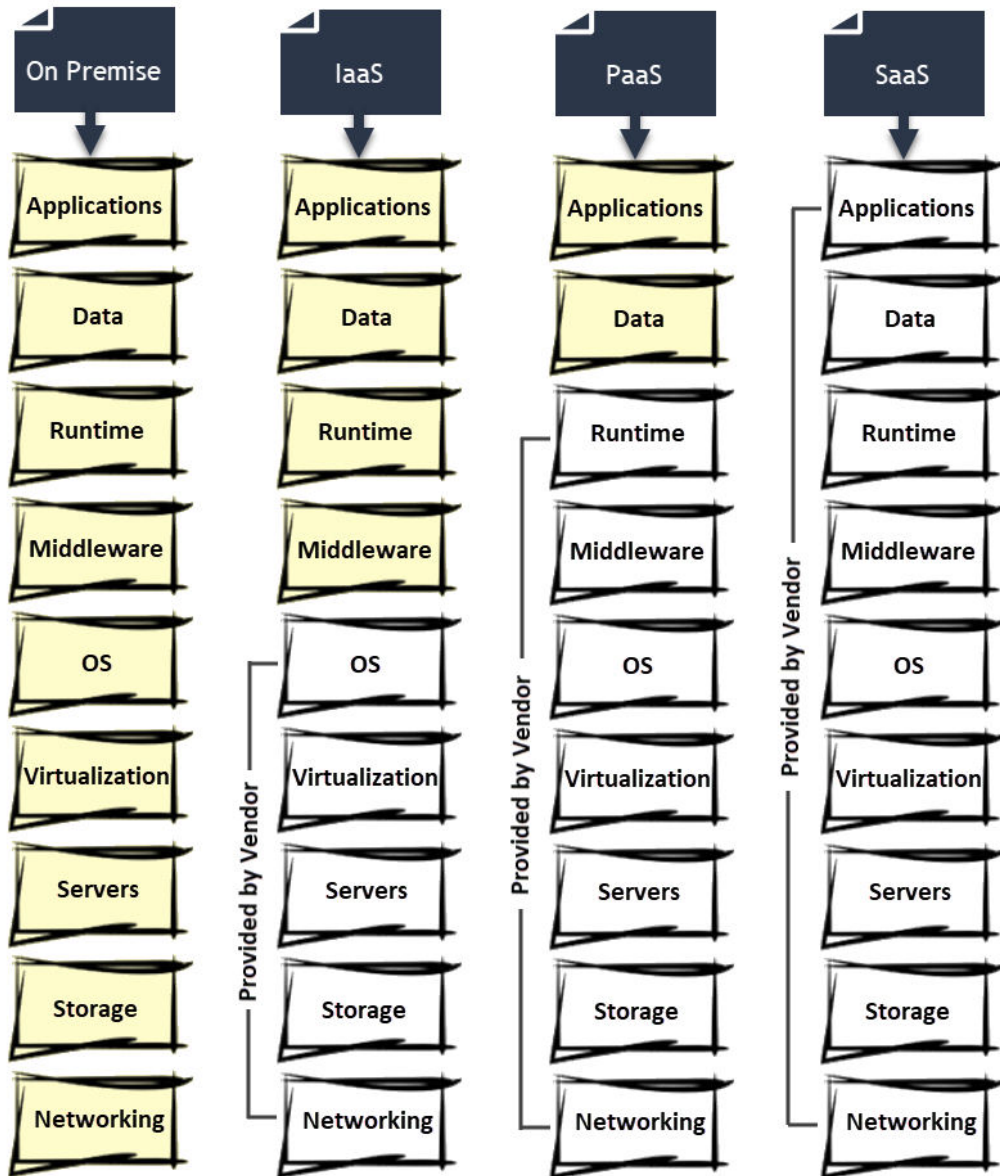 On Premise
Applications
Data
Runtime
Middleware
OS
Virtualization
Servers
Storage
Networking
IaaS
Applications
Data
Runtime
Middleware
OS
Virtualization
Servers
Storage
Networking
Provided by Vendor
PaaS
Applications
Data
Runtime
Middleware
OS
Virtualization
Servers
Storage
Networking
Provided by Vendor
SaaS
Applications
Data
Runtime
Middleware
OS
Virtualization
Servers
Storage
Networking
Provided by Vendor